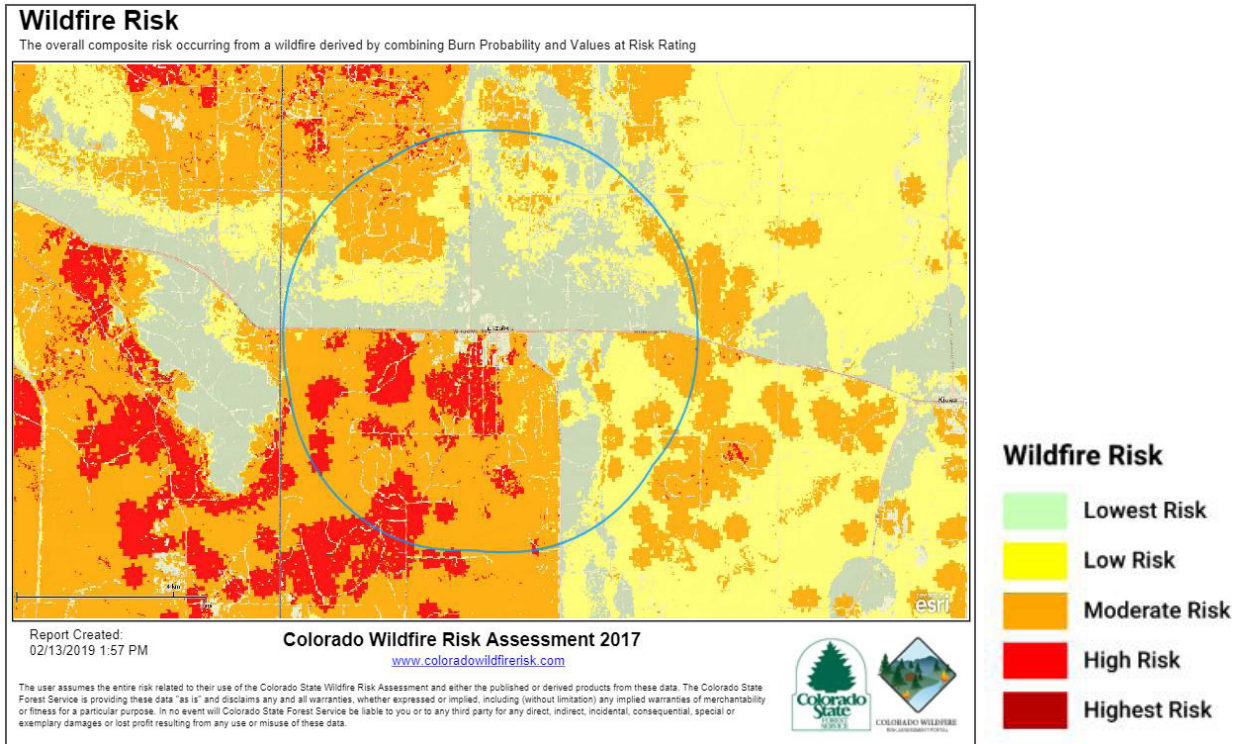 Wildfire Risk
The overall composite risk occurring from a wildfire derived by combining Burn Probability and Values at Risk Rating
Kiowa
esri
Report Created:
02/13/2019 1:57 PM
Colorado Wildfire Risk Assessment 2017
www.coloradowildfirerisk.com
The user assumes the entire risk related to their use of the Colorado State Wildfire Risk Assessment and either the published or derived products from these data. The Colorado State
Forest Service is providing these data "as is" and disclaims any and all warranties, whether expressed or implied, including (without limitation) any implied warranties of merchantability
or fitness for a particular purpose. In no event will Colorado State Forest Service be liable to you or to any third party for any direct, indirect, incidental, consequential, special or
exemplary damages or lost profit resulting from any use or misuse of these data.
Colorado
State
FOREST
SERVICE
COLORADO WILDFIRE
RISK ASSESSMENT PORTAL
Wildfire Risk
Lowest Risk
Low Risk
Moderate Risk
High Risk
Highest Risk